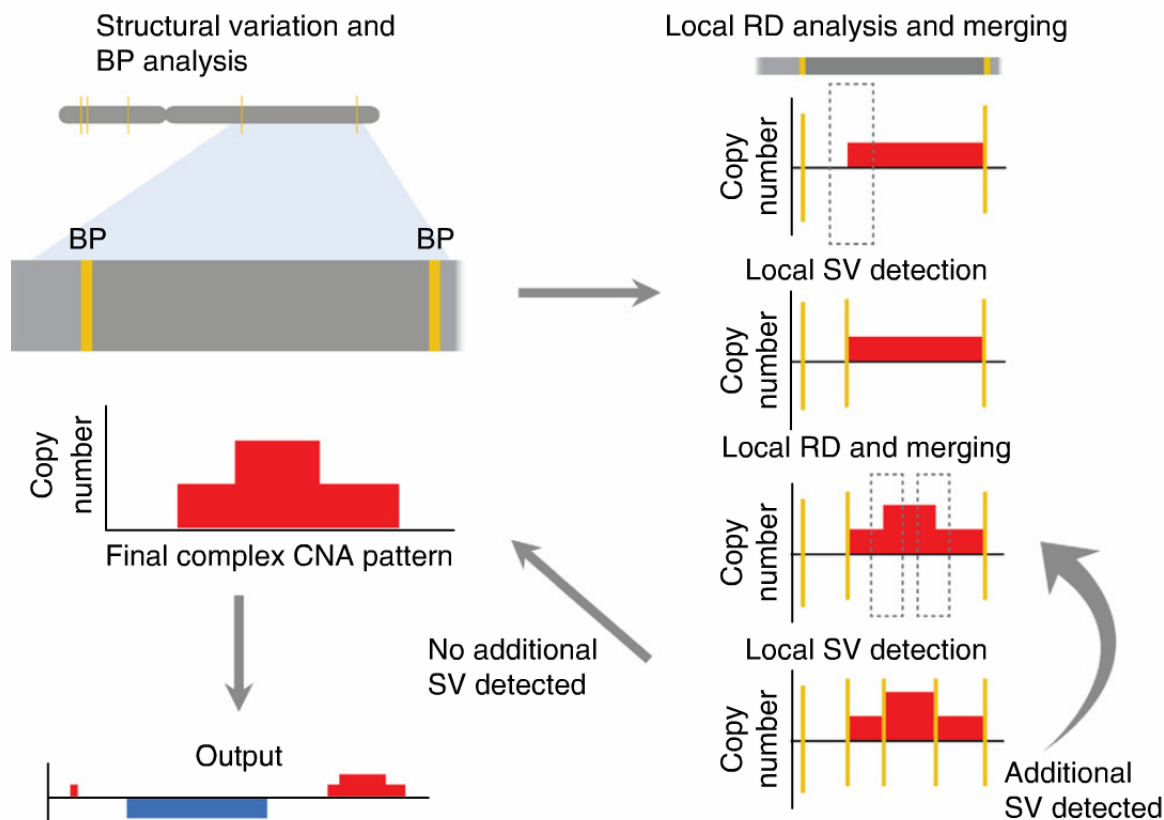 Structural variation and
BP analysis
BP
BP
Local RD analysis and merging
Copy
number
Local SV detection
Copy
number
Local RD and merging
Copy
number
Local SV detection
Copy
number
Additional
SV detected
No additional
SV detected
Copy
number
Final complex CNA pattern
Output